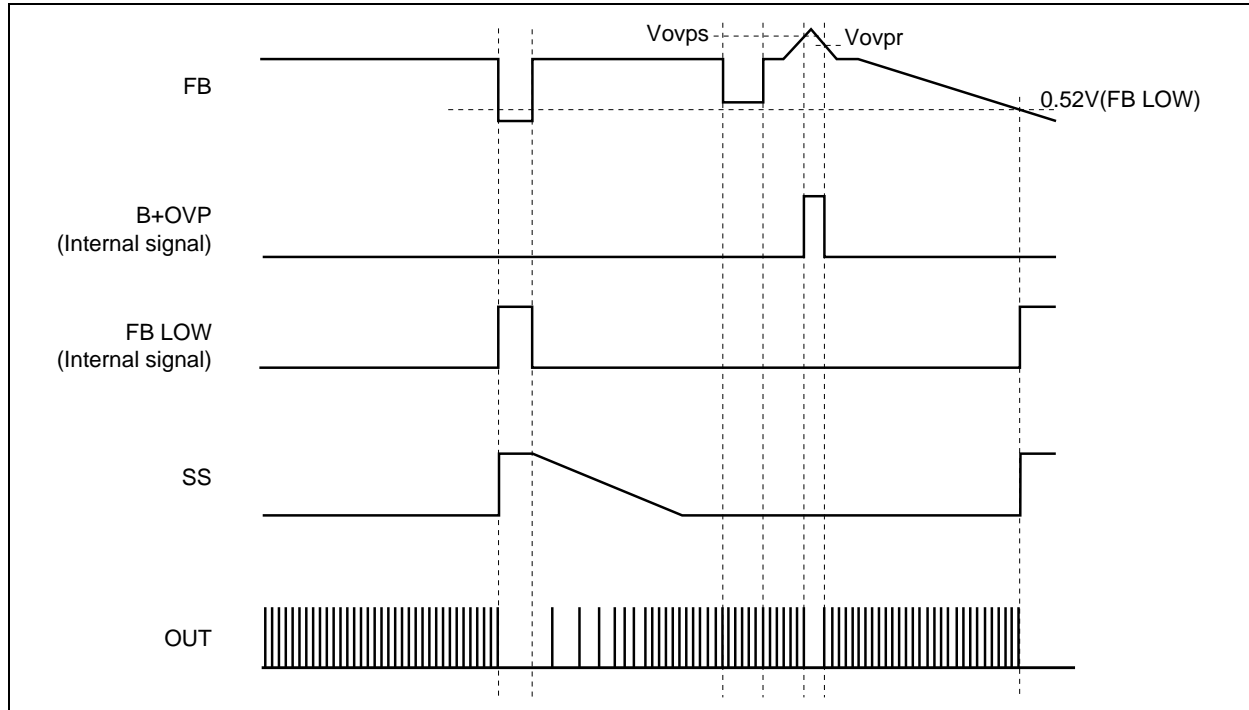 Vovps
Vovpr
FB
0.52V(FB LOW)
B+OVP
(Internal signal)
FB LOW
(Internal signal)
SS
OUT